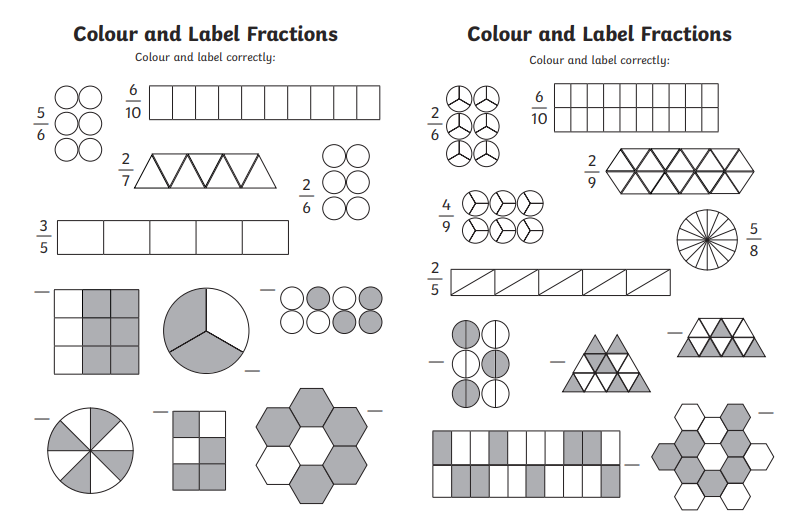 Colour and Label Fractions
Colour and label correctly:
5/6
6/10
2/7
2/6
3/5
Colour and Label Fractions
Colour and label correctly:
2/6
6/10
2/9
4/9
5/8
2/5